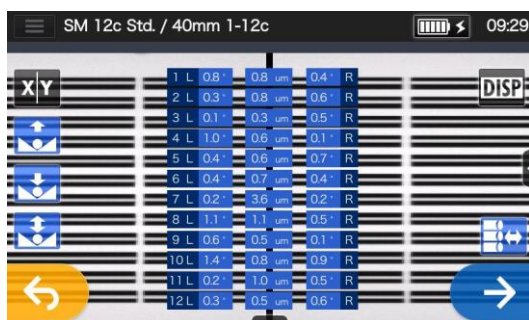 SM 12c Std. / 40mm 1-12c 09:29
X Y
DISP
1 L 0.8° 0.8 um 0.4° R
2 L 0.3° 0.8 um 0.6° R
3 L 0.1° 0.3 um 0.5° R
4 L 1.0° 0.6 um 0.1° R
5 L 0.4° 0.6 um 0.7° R
6 L 0.4° 0.7 um 0.4° R
7 L 0.2° 3.6 um 0.2° R
8 L 1.1° 1.1 um 0.5° R
9 L 0.6° 0.5 um 0.1° R
10 L 1.4° 0.8 um 0.9° R
11 L 0.2° 1.0 um 0.5° R
12 L 0.3° 0.5 um 0.6° R